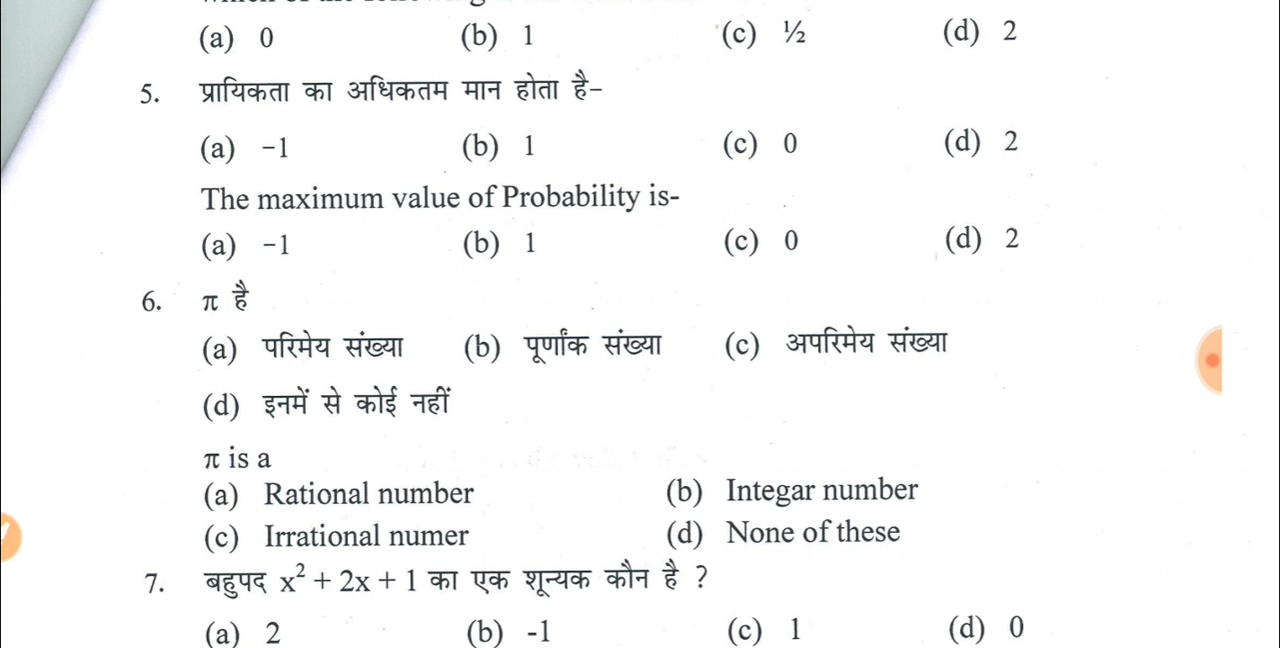 (a) 0 (b) 1 (c) ½ (d) 2
5. प्रायिकता का अधिकतम मान होता है–
(a) -1 (b) 1 (c) 0 (d) 2
The maximum value of Probability is-
(a) -1 (b) 1 (c) 0 (d) 2
6. π है
(a) परिमेय संख्या (b) पूर्णांक संख्या (c) अपरिमेय संख्या
(d) इनमें से कोई नहीं
π is a
(a) Rational number (b) Integar number
(c) Irrational numer (d) None of these
7. बहुपद x² + 2x + 1 का एक शून्यक कौन है ?
(a) 2 (b) -1 (c) 1 (d) 0